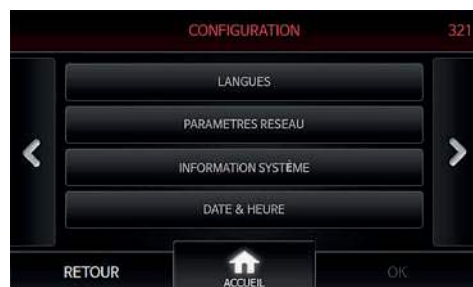 CONFIGURATION 321
LANGUES
PARAMETRES RESEAU
INFORMATION SYSTÈME
DATE & HEURE
RETOUR ACCUEIL OK